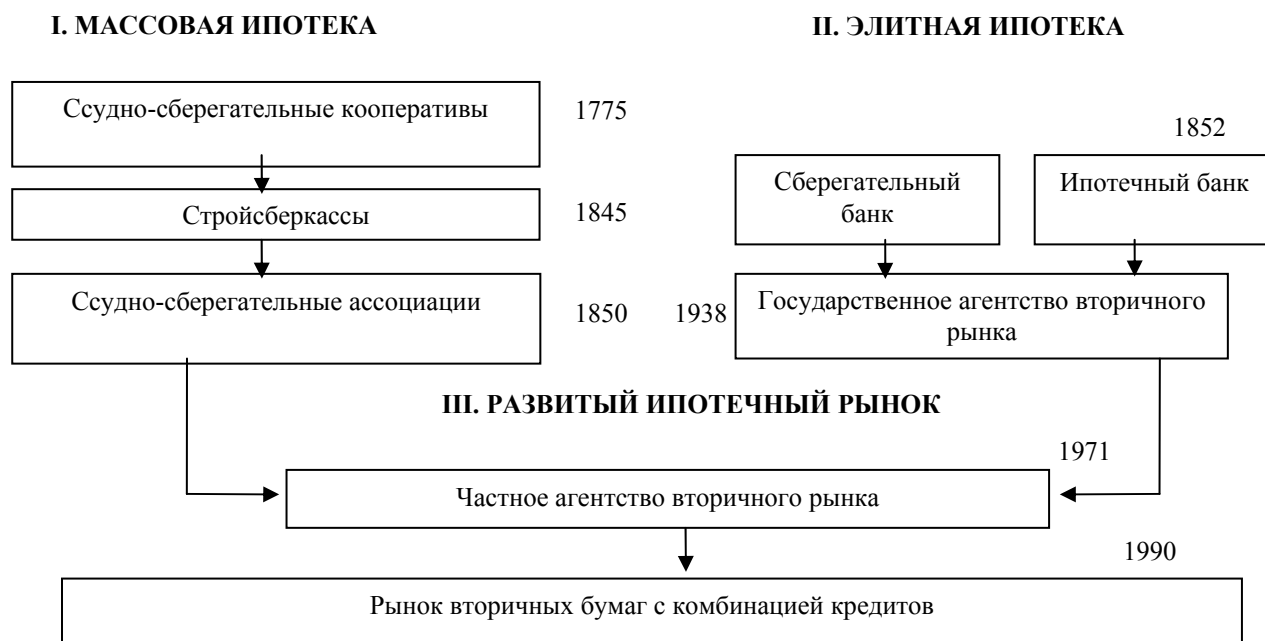 I. МАССОВАЯ ИПОТЕКА
II. ЭЛИТНАЯ ИПОТЕКА
Ссудно-сберегательные кооперативы
1775
1852
Сберегательный
банк
Ипотечный банк
Стройсберкассы
1845
Ссудно-сберегательные ассоциации
1850
1938
Государственное агентство вторичного
рынка
III. РАЗВИТЫЙ ИПОТЕЧНЫЙ РЫНОК
1971
Частное агентство вторичного рынка
1990
Рынок вторичных бумаг с комбинацией кредитов